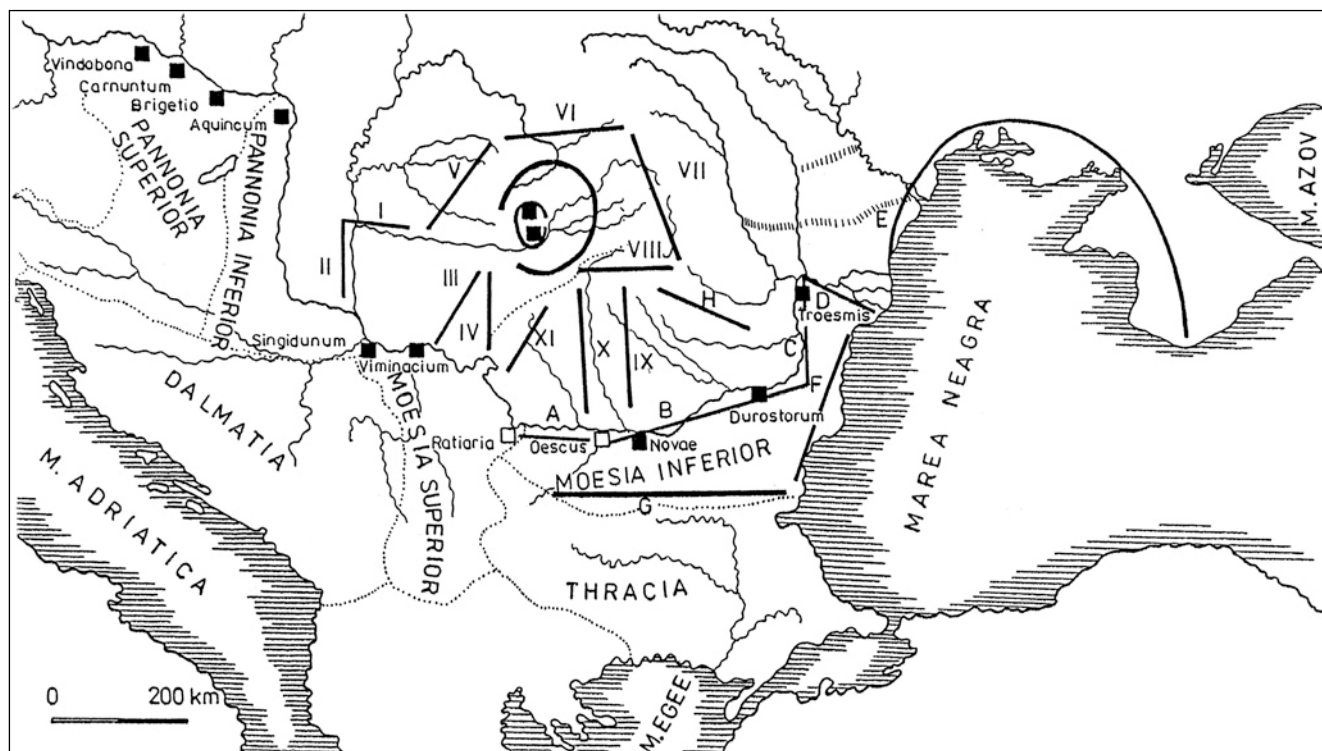 Vindobona
Carnuntum
Brigetio
Aquincum
PANNONIA
SUPERIOR
PANNONIA INFERIOR
I
II
III
IV
V
VI
VII
VIII
IX
X
XI
A
B
C
D
E
F
G
H
Troesmis
Singidunum
Viminacium
DALMATIA
MOESIA SUPERIOR
Ratiaria
Oescus
Novae
Durostorum
MOESIA INFERIOR
THRACIA
M. ADRIATICA
MAREA NEAGRA
M. AZOV
M.EGEE
0 200 km